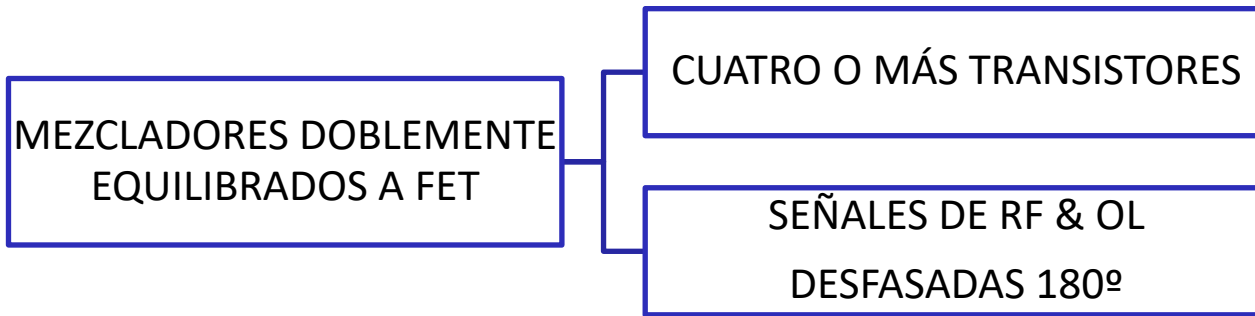 MEZCLADORES DOBLEMENTE
EQUILIBRADOS A FET
CUATRO O MÁS TRANSISTORES
SEÑALES DE RF & OL
DESFASADAS 180º